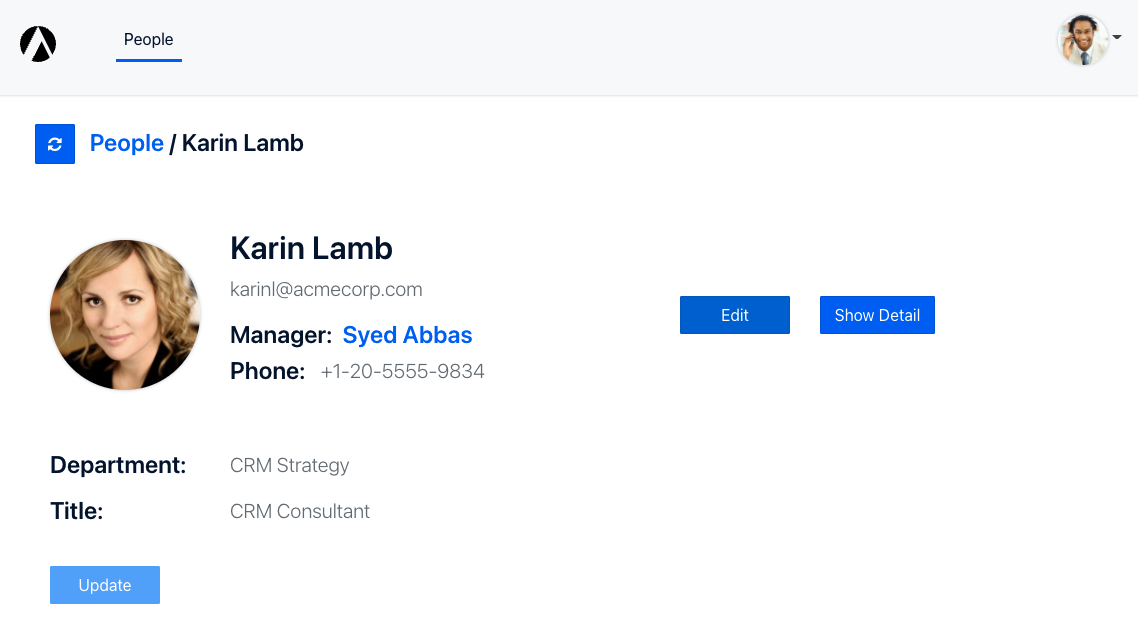 People
People / Karin Lamb
Karin Lamb
karinl@acmecorp.com
Manager: Syed Abbas
Phone: +1-20-5555-9834
Edit
Show Detail
Department: CRM Strategy
Title: CRM Consultant
Update